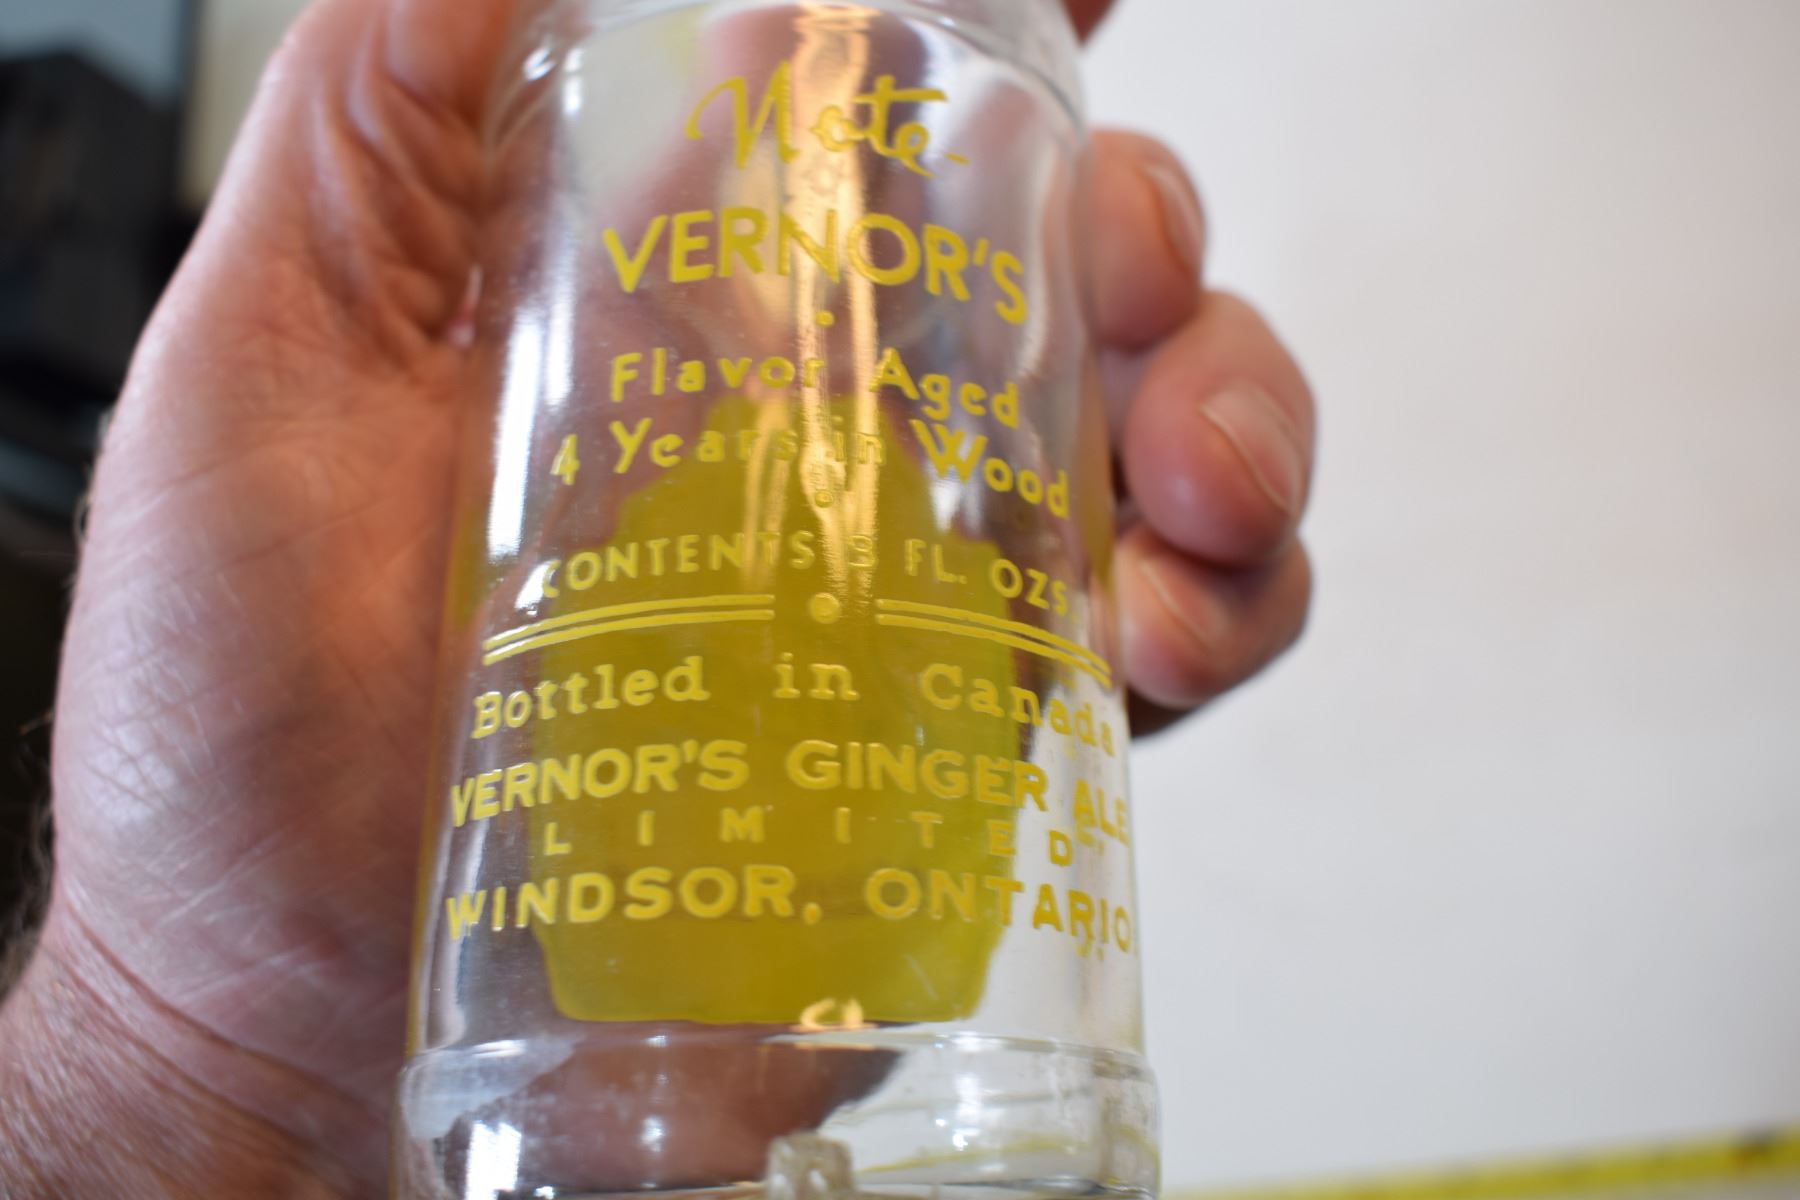 Note-
VERNOR'S
Flavor Aged
4 Years in Wood
CONTENTS 8 FL. OZS.
Bottled in Canada
VERNOR'S GINGER ALE
LIMITED,
WINDSOR, ONTARIO